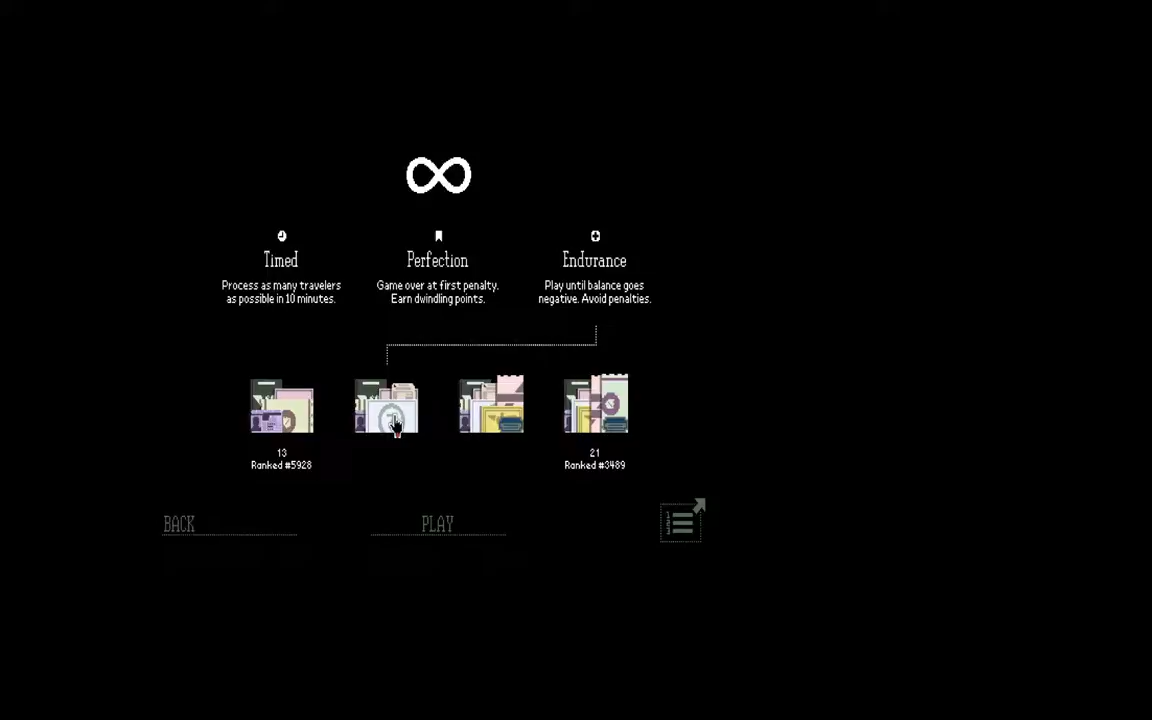 Timed
Process as many travelers
as possible in 10 minutes.
Perfection
Game over at first penalty.
Earn dwindling points.
Endurance
Play until balance goes
negative. Avoid penalties.
13
Ranked #5928
21
Ranked #3489
BACK
PLAY